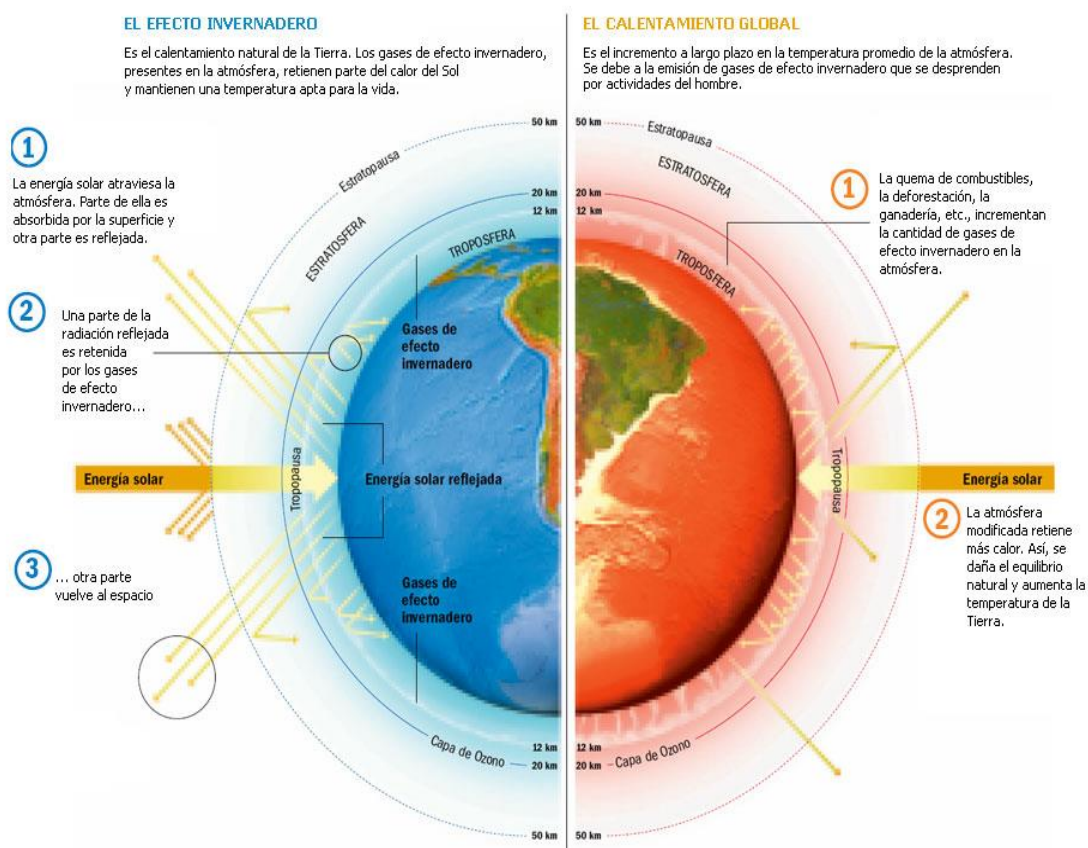 EL EFECTO INVERNADERO
Es el calentamiento natural de la Tierra. Los gases de efecto invernadero,
presentes en la atmósfera, retienen parte del calor del Sol
y mantienen una temperatura apta para la vida.
50 km
Estratopausa
1
La energía solar atraviesa la
atmósfera. Parte de ella es
absorbida por la superficie y
otra parte es reflejada.
20 km
12 km
ESTRATOSFERA
TROPOSFERA
2
Una parte de la
radiación reflejada
es retenida
por los gases
de efecto
invernadero...
Gases de
efecto
invernadero
Energía solar
Tropopausa
Energía solar reflejada
3
... otra parte
vuelve al espacio
Gases de
efecto
invernadero
Capa de Ozono
12 km
20 km
50 km
EL CALENTAMIENTO GLOBAL
Es el incremento a largo plazo en la temperatura promedio de la atmósfera.
Se debe a la emisión de gases de efecto invernadero que se desprenden
por actividades del hombre.
50 km
Estratopausa
ESTRATOSFERA
20 km
12 km
TROPOSFERA
1
La quema de combustibles,
la deforestación, la
ganadería, etc., incrementan
la cantidad de gases de
efecto invernadero en la
atmósfera.
Tropopausa
Energía solar
2
La atmósfera
modificada retiene
más calor. Así, se
daña el equilibrio
natural y aumenta la
temperatura de la
Tierra.
12 km
20 km
Capa de Ozono
50 km